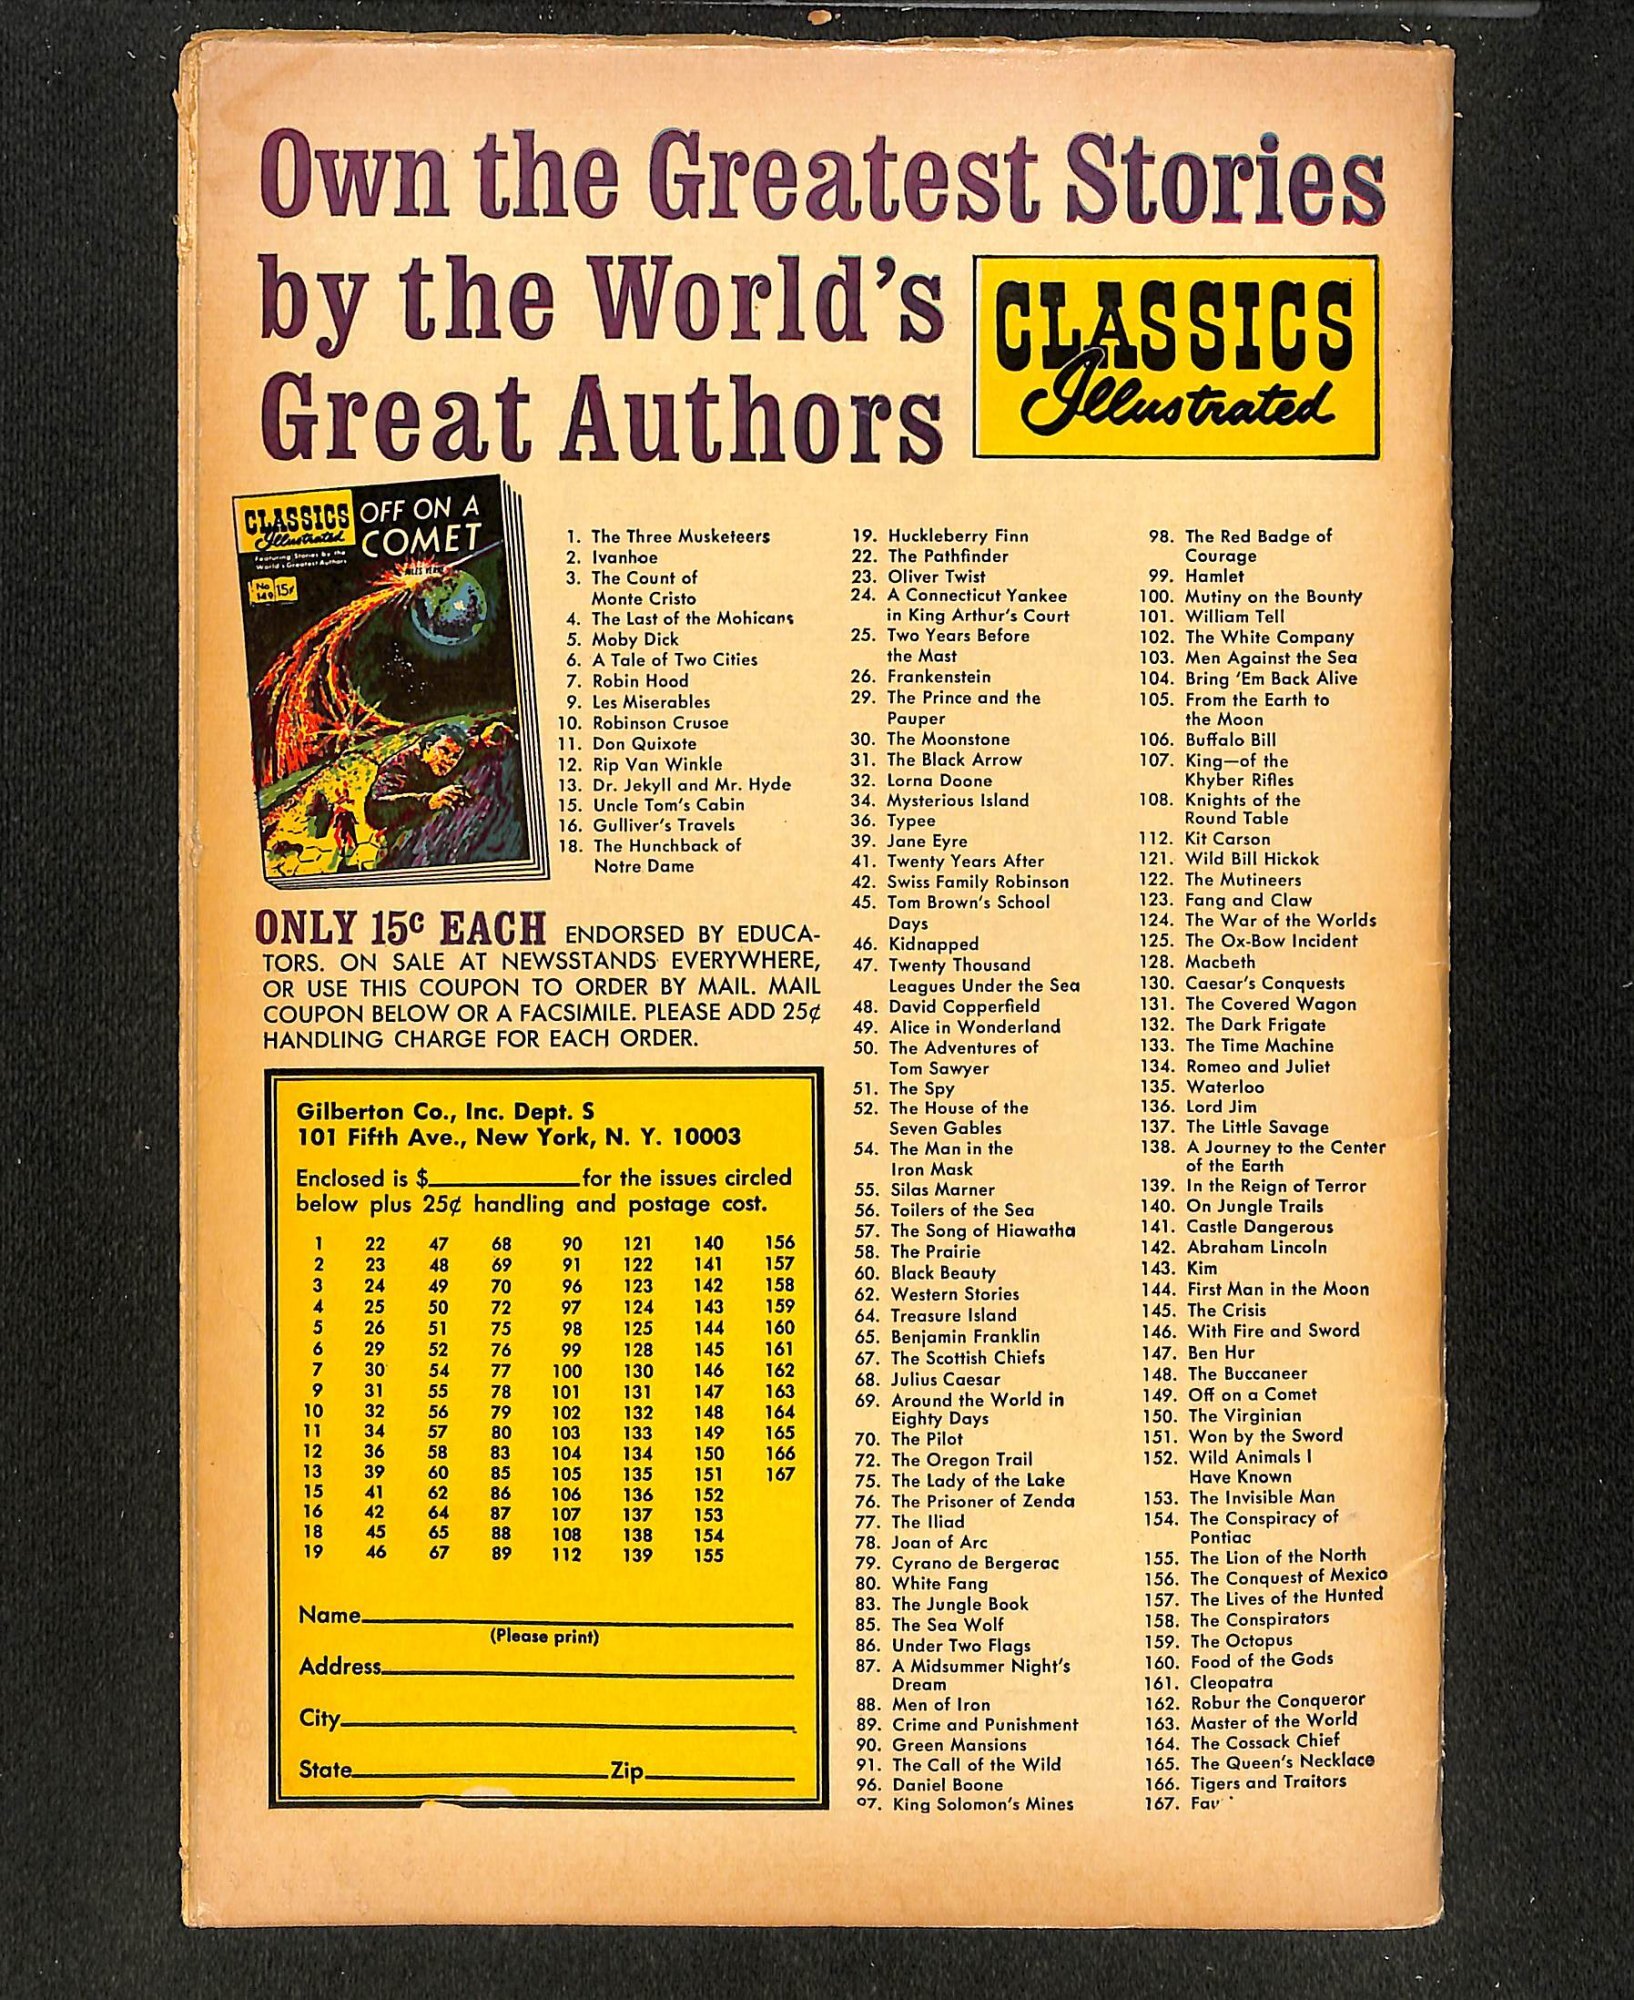 Own the Greatest Stories
by the World's
Great Authors
CLASSICS
Illustrated
CLASSICS
Illustrated
Featuring Stories by the
World's Greatest Authors
No 149
15¢
OFF ON A
COMET
JULES VERNE
1. The Three Musketeers
2. Ivanhoe
3. The Count of
Monte Cristo
4. The Last of the Mohicans
5. Moby Dick
6. A Tale of Two Cities
7. Robin Hood
9. Les Miserables
10. Robinson Crusoe
11. Don Quixote
12. Rip Van Winkle
13. Dr. Jekyll and Mr. Hyde
15. Uncle Tom's Cabin
16. Gulliver's Travels
18. The Hunchback of
Notre Dame
ONLY 15¢ EACH ENDORSED BY EDUCA-
TORS. ON SALE AT NEWSSTANDS EVERYWHERE,
OR USE THIS COUPON TO ORDER BY MAIL. MAIL
COUPON BELOW OR A FACSIMILE. PLEASE ADD 25¢
HANDLING CHARGE FOR EACH ORDER.
Gilberton Co., Inc. Dept. S
101 Fifth Ave., New York, N. Y. 10003
Enclosed is $ for the issues circled
below plus 25¢ handling and postage cost.
1 22 47 68 90 121 140 156
2 23 48 69 91 122 141 157
3 24 49 70 96 123 142 158
4 25 50 72 97 124 143 159
5 26 51 75 98 125 144 160
6 29 52 76 99 128 145 161
7 30 54 77 100 130 146 162
9 31 55 78 101 131 147 163
10 32 56 79 102 132 148 164
11 34 57 80 103 133 149 165
12 36 58 83 104 134 150 166
13 39 60 85 105 135 151 167
15 41 62 86 106 136 152
16 42 64 87 107 137 153
18 45 65 88 108 138 154
19 46 67 89 112 139 155
Name
(Please print)
Address
City
State Zip
19. Huckleberry Finn
22. The Pathfinder
23. Oliver Twist
24. A Connecticut Yankee
in King Arthur's Court
25. Two Years Before
the Mast
26. Frankenstein
29. The Prince and the
Pauper
30. The Moonstone
31. The Black Arrow
32. Lorna Doone
34. Mysterious Island
36. Typee
39. Jane Eyre
41. Twenty Years After
42. Swiss Family Robinson
45. Tom Brown's School
Days
46. Kidnapped
47. Twenty Thousand
Leagues Under the Sea
48. David Copperfield
49. Alice in Wonderland
50. The Adventures of
Tom Sawyer
51. The Spy
52. The House of the
Seven Gables
54. The Man in the
Iron Mask
55. Silas Marner
56. Toilers of the Sea
57. The Song of Hiawatha
58. The Prairie
60. Black Beauty
62. Western Stories
64. Treasure Island
65. Benjamin Franklin
67. The Scottish Chiefs
68. Julius Caesar
69. Around the World in
Eighty Days
70. The Pilot
72. The Oregon Trail
75. The Lady of the Lake
76. The Prisoner of Zenda
77. The Iliad
78. Joan of Arc
79. Cyrano de Bergerac
80. White Fang
83. The Jungle Book
85. The Sea Wolf
86. Under Two Flags
87. A Midsummer Night's
Dream
88. Men of Iron
89. Crime and Punishment
90. Green Mansions
91. The Call of the Wild
96. Daniel Boone
97. King Solomon's Mines
98. The Red Badge of
Courage
99. Hamlet
100. Mutiny on the Bounty
101. William Tell
102. The White Company
103. Men Against the Sea
104. Bring 'Em Back Alive
105. From the Earth to
the Moon
106. Buffalo Bill
107. King—of the
Khyber Rifles
108. Knights of the
Round Table
112. Kit Carson
121. Wild Bill Hickok
122. The Mutineers
123. Fang and Claw
124. The War of the Worlds
125. The Ox-Bow Incident
128. Macbeth
130. Caesar's Conquests
131. The Covered Wagon
132. The Dark Frigate
133. The Time Machine
134. Romeo and Juliet
135. Waterloo
136. Lord Jim
137. The Little Savage
138. A Journey to the Center
of the Earth
139. In the Reign of Terror
140. On Jungle Trails
141. Castle Dangerous
142. Abraham Lincoln
143. Kim
144. First Man in the Moon
145. The Crisis
146. With Fire and Sword
147. Ben Hur
148. The Buccaneer
149. Off on a Comet
150. The Virginian
151. Won by the Sword
152. Wild Animals I
Have Known
153. The Invisible Man
154. The Conspiracy of
Pontiac
155. The Lion of the North
156. The Conquest of Mexico
157. The Lives of the Hunted
158. The Conspirators
159. The Octopus
160. Food of the Gods
161. Cleopatra
162. Robur the Conqueror
163. Master of the World
164. The Cossack Chief
165. The Queen's Necklace
166. Tigers and Traitors
167.